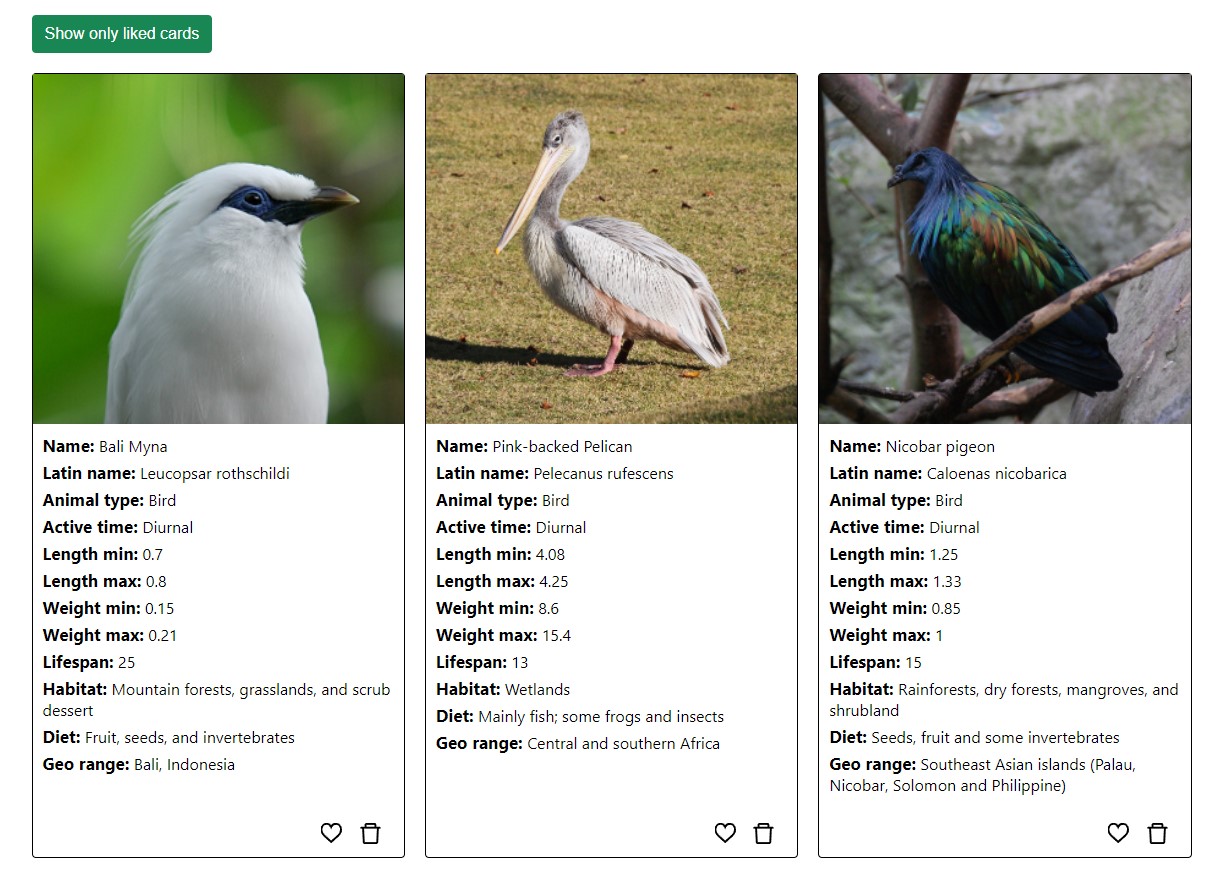 Show only liked cards
Name: Bali Myna
Latin name: Leucopsar rothschildi
Animal type: Bird
Active time: Diurnal
Length min: 0.7
Length max: 0.8
Weight min: 0.15
Weight max: 0.21
Lifespan: 25
Habitat: Mountain forests, grasslands, and scrub
dessert
Diet: Fruit, seeds, and invertebrates
Geo range: Bali, Indonesia
Name: Pink-backed Pelican
Latin name: Pelecanus rufescens
Animal type: Bird
Active time: Diurnal
Length min: 4.08
Length max: 4.25
Weight min: 8.6
Weight max: 15.4
Lifespan: 13
Habitat: Wetlands
Diet: Mainly fish; some frogs and insects
Geo range: Central and southern Africa
Name: Nicobar pigeon
Latin name: Caloenas nicobarica
Animal type: Bird
Active time: Diurnal
Length min: 1.25
Length max: 1.33
Weight min: 0.85
Weight max: 1
Lifespan: 15
Habitat: Rainforests, dry forests, mangroves, and
shrubland
Diet: Seeds, fruit and some invertebrates
Geo range: Southeast Asian islands (Palau,
Nicobar, Solomon and Philippine)